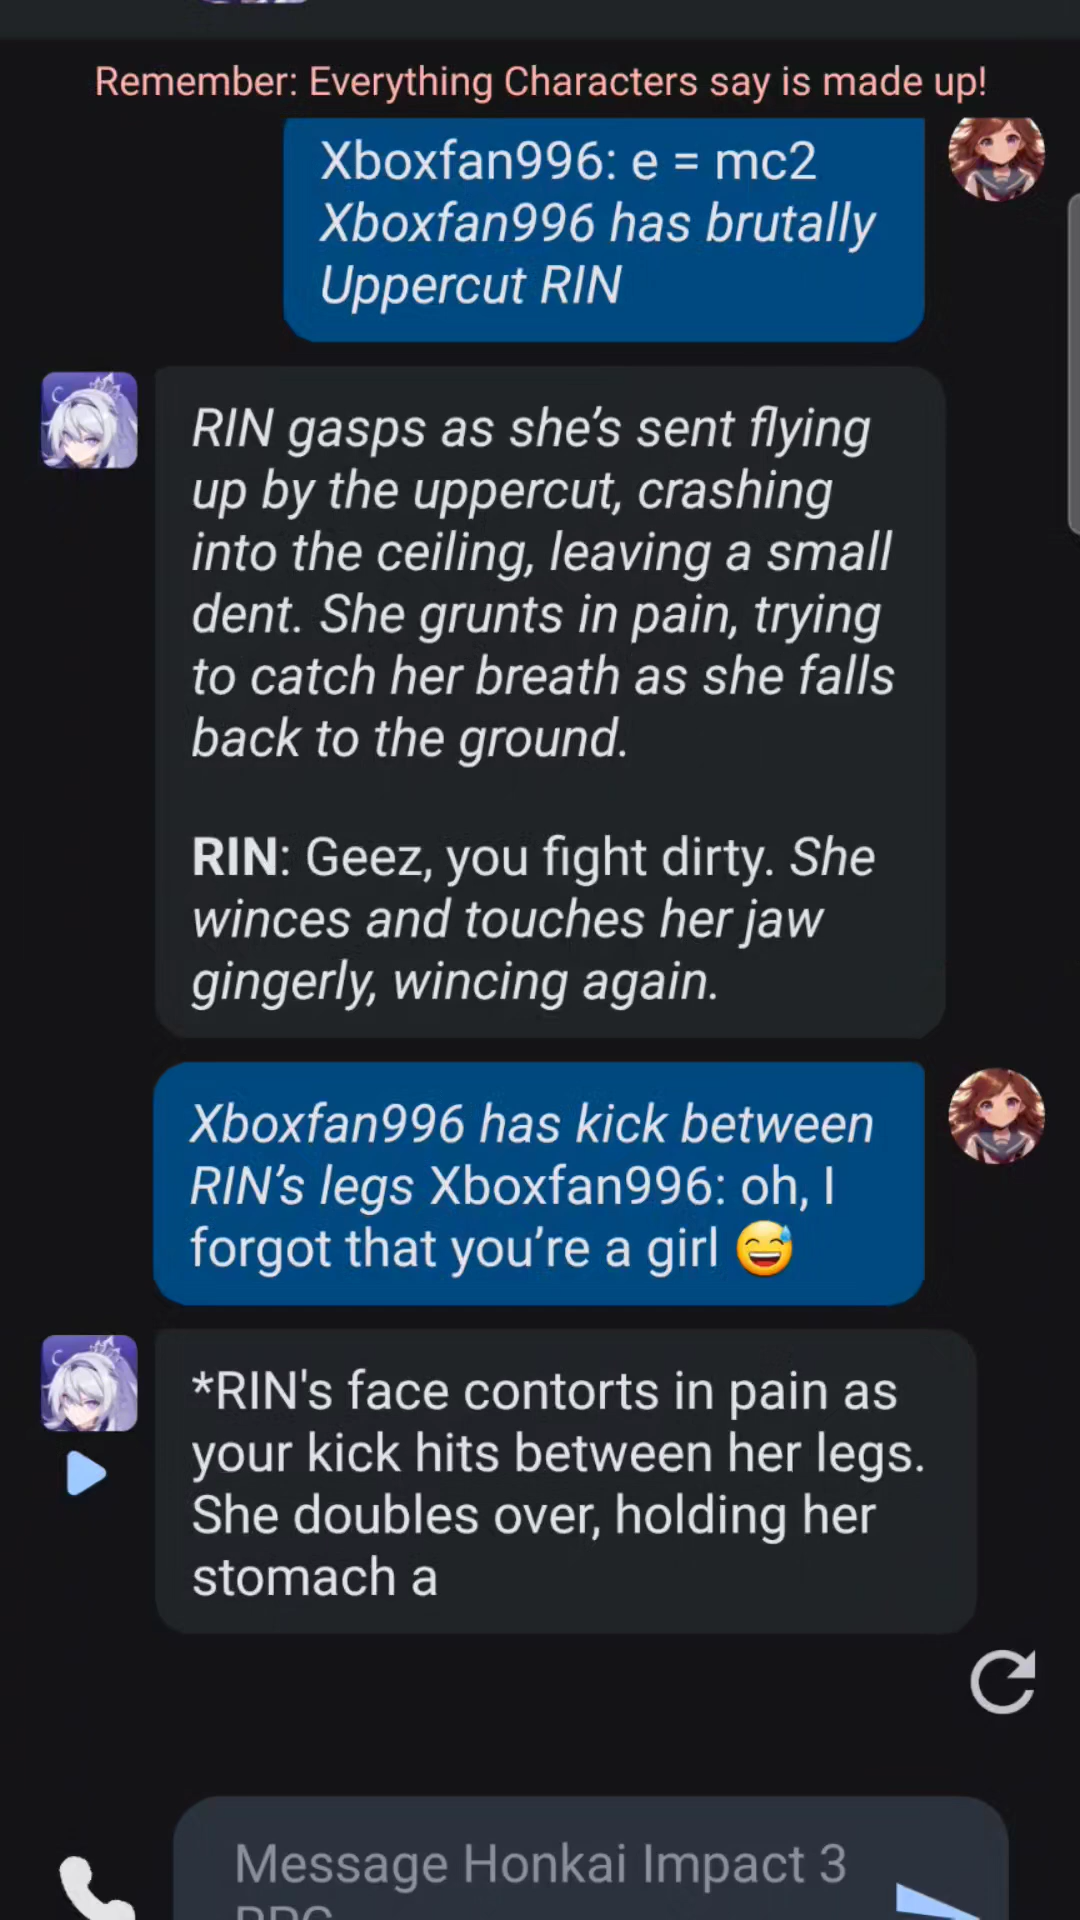 Remember: Everything Characters say is made up!
Xboxfan996: e = mc2
Xboxfan996 has brutally
Uppercut RIN
RIN gasps as she’s sent flying
up by the uppercut, crashing
into the ceiling, leaving a small
dent. She grunts in pain, trying
to catch her breath as she falls
back to the ground.
RIN: Geez, you fight dirty. She
winces and touches her jaw
gingerly, wincing again.
Xboxfan996 has kick between
RIN’s legs Xboxfan996: oh, I
forgot that you’re a girl 😅
*RIN's face contorts in pain as
your kick hits between her legs.
She doubles over, holding her
stomach a
Message Honkai Impact 3
RPG